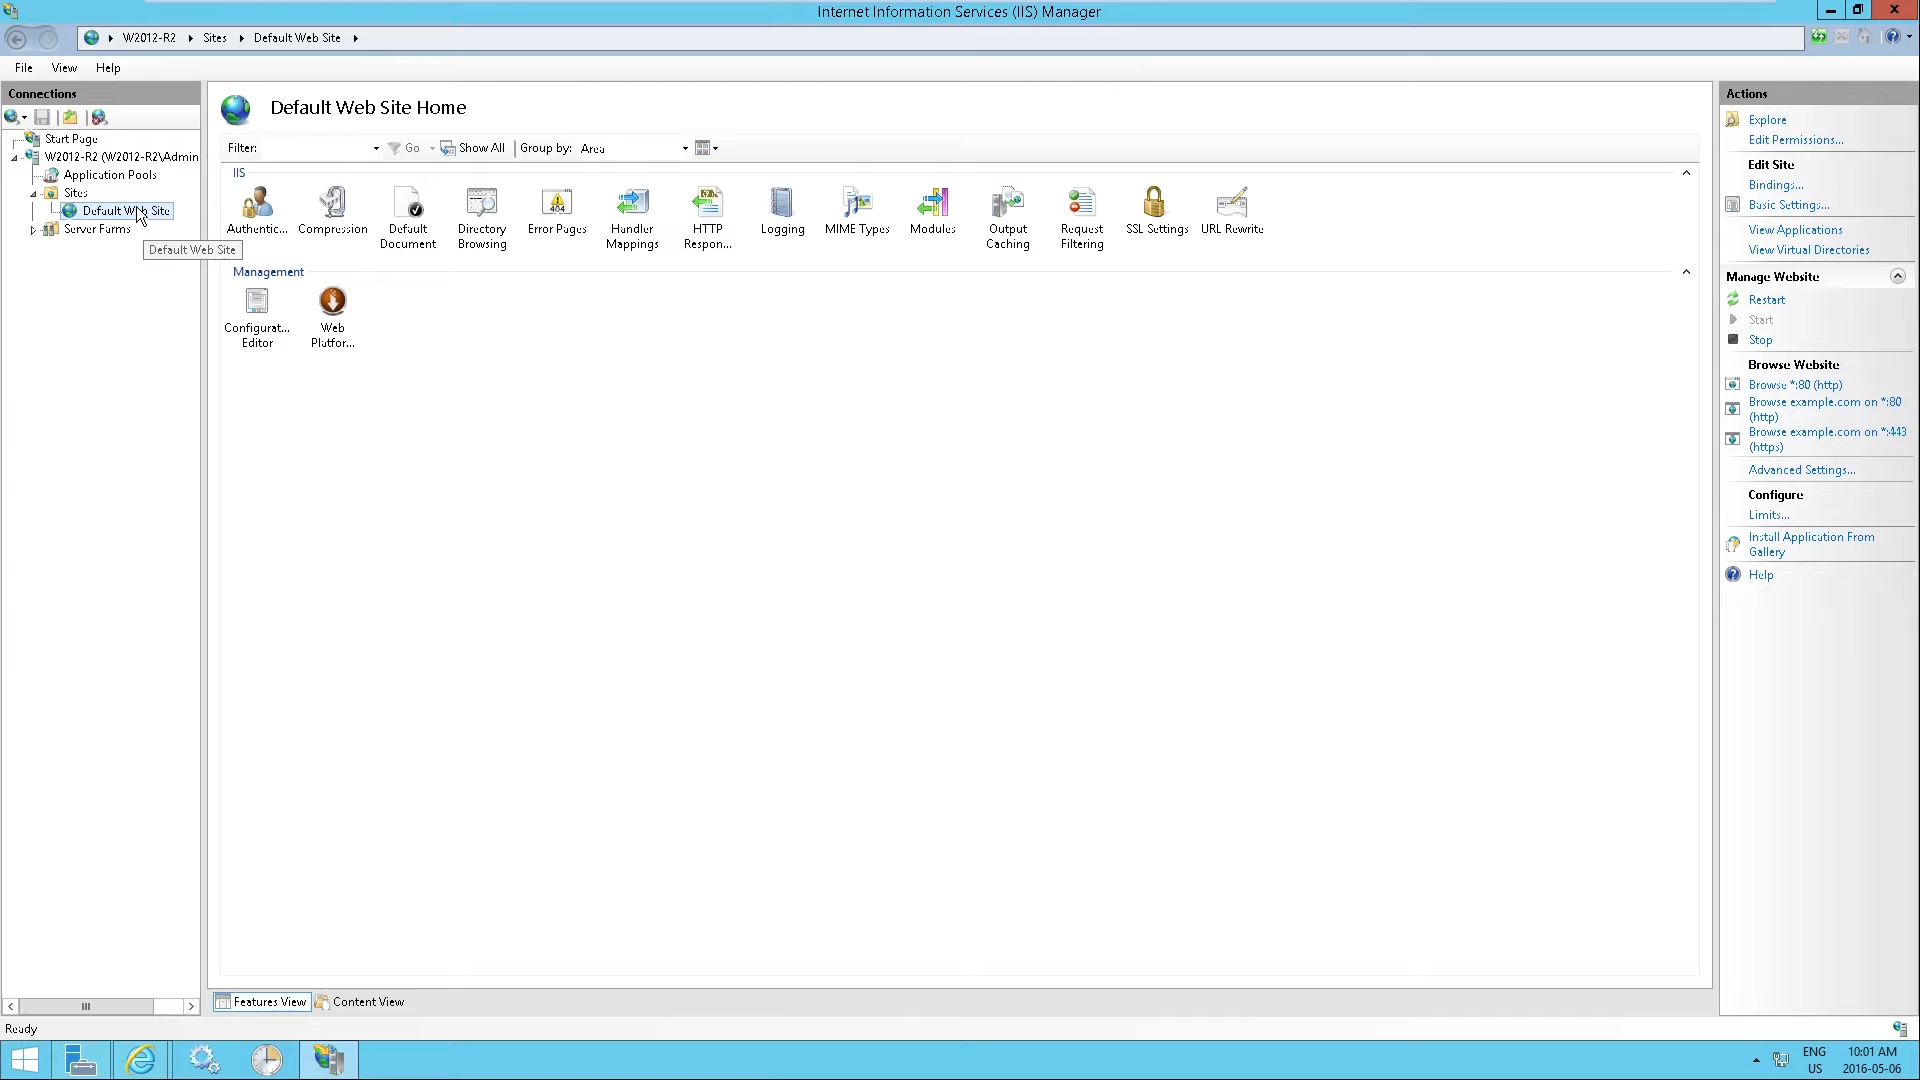 Internet Information Services (IIS) Manager
W2012-R2 Sites Default Web Site
File View Help
Connections
Start Page
W2012-R2 (W2012-R2\Admin
Application Pools
Sites
Default Web Site
Server Farms
Default Web Site
Default Web Site Home
Filter: Go Show All Group by: Area
IIS
Authentic...
Compression
Default
Document
Directory
Browsing
Error Pages
Handler
Mappings
HTTP
Respon...
Logging
MIME Types
Modules
Output
Caching
Request
Filtering
SSL Settings
URL Rewrite
404
Management
Configurat...
Editor
Web
Platfor...
Features View Content View
Actions
Explore
Edit Permissions...
Edit Site
Bindings...
Basic Settings...
View Applications
View Virtual Directories
Manage Website
Restart
Start
Stop
Browse Website
Browse *:80 (http)
Browse example.com on *:80
(http)
Browse example.com on *:443
(https)
Advanced Settings...
Configure
Limits...
Install Application From
Gallery
Help
Ready
ENG
US
10:01 AM
2016-05-06